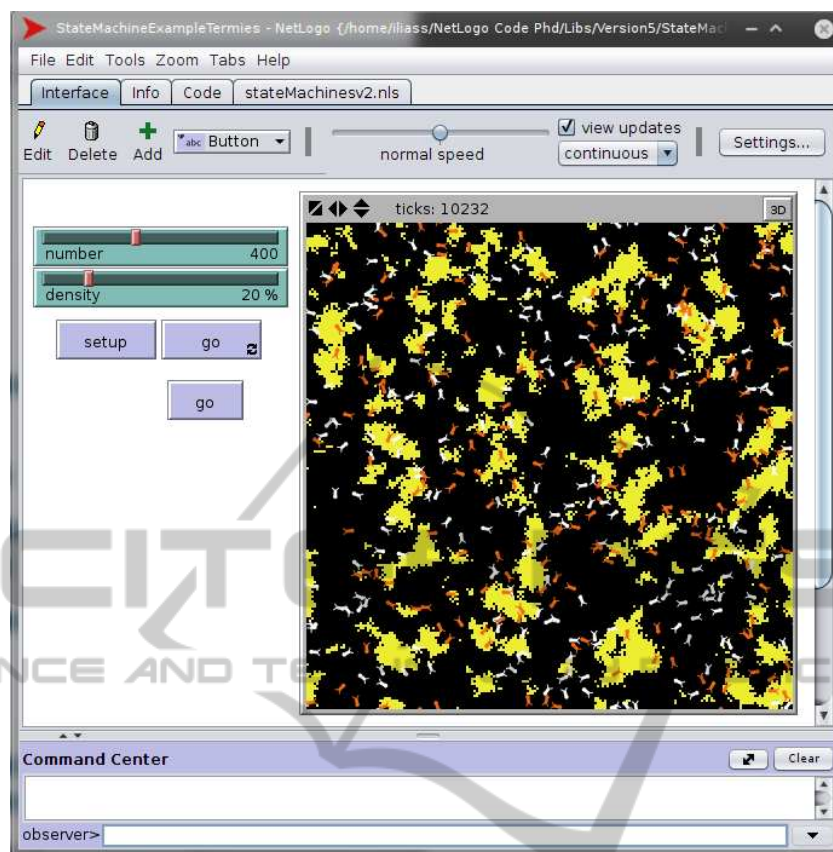 StateMachineExampleTermies - NetLogo {/home/iliass/NetLogo Code Phd/Libs/Version5/StateMac
File Edit Tools Zoom Tabs Help
Interface Info Code stateMachinesv2.nls
Edit Delete Add abc Button normal speed view updates continuous Settings...
ticks: 10232 3D
number 400
density 20 %
setup go
go
Command Center Clear
observer>